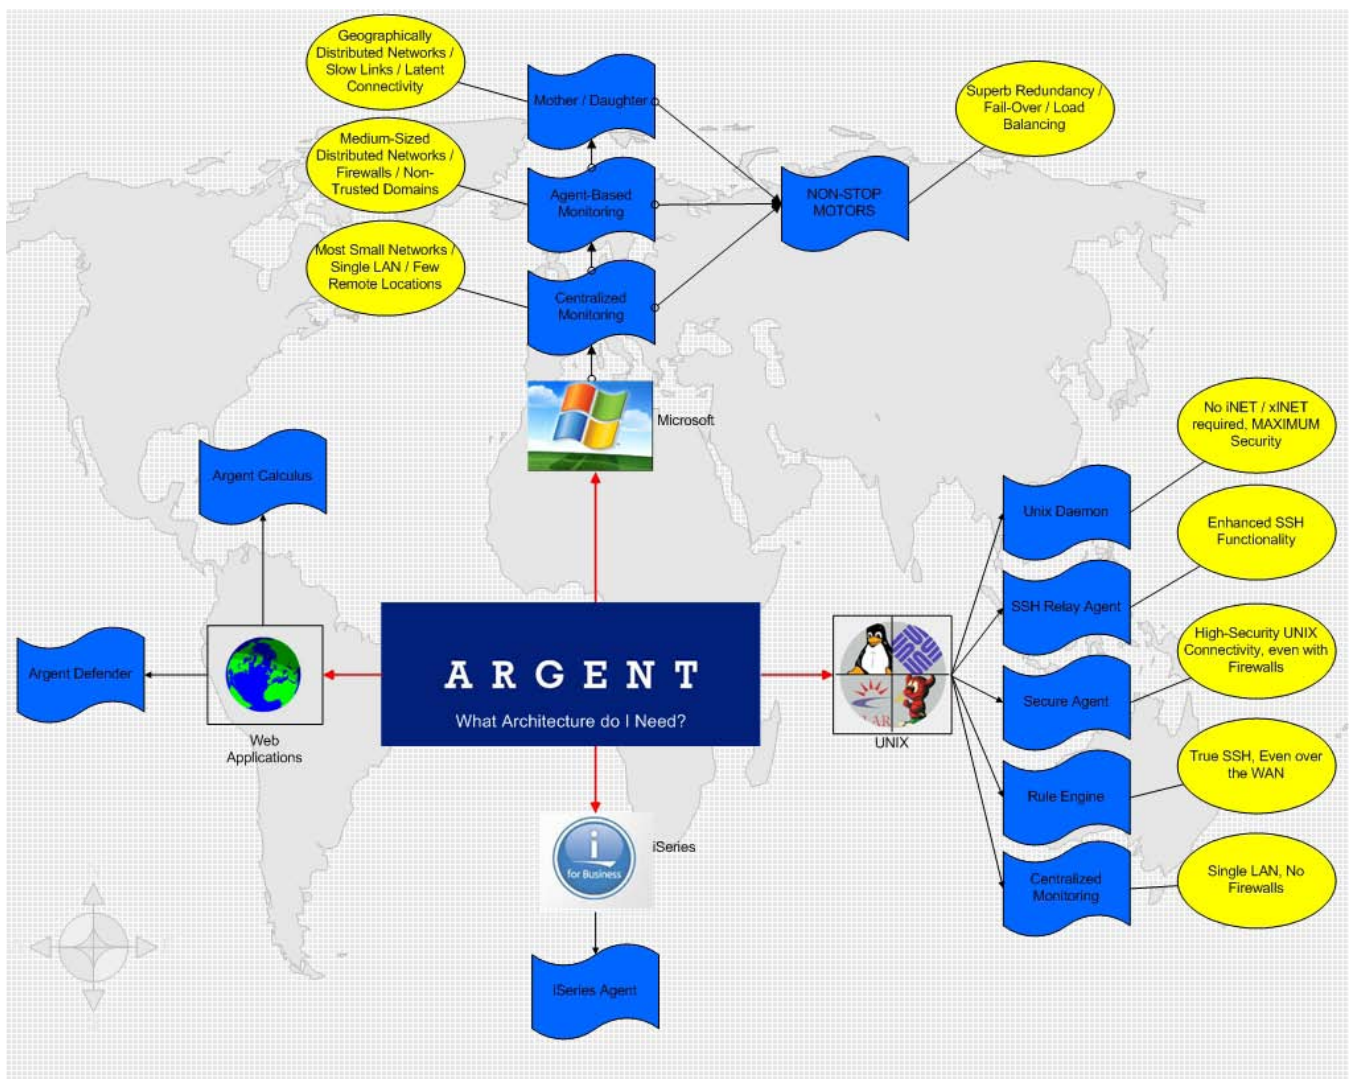 Geographically
Distributed Networks /
Slow Links / Latent
Connectivity
Mother / Daughter
Superb Redundancy /
Fail-Over / Load
Balancing
Medium-Sized
Distributed Networks /
Firewalls / Non-
Trusted Domains
Agent-Based
Monitoring
NON-STOP
MOTORS
Most Small Networks /
Single LAN / Few
Remote Locations
Centralized
Monitoring
Microsoft
No iNET / xINET
required, MAXIMUM
Security
Argent Calculus
Unix Daemon
Enhanced SSH
Functionality
SSH Relay Agent
High-Security UNIX
Connectivity, even with
Firewalls
Argent Defender
Web
Applications
ARGENT
What Architecture do I Need?
UNIX
Secure Agent
True SSH, Even over
the WAN
Rule Engine
iSeries
i
for Business
Centralized
Monitoring
Single LAN, No
Firewalls
iSeries Agent